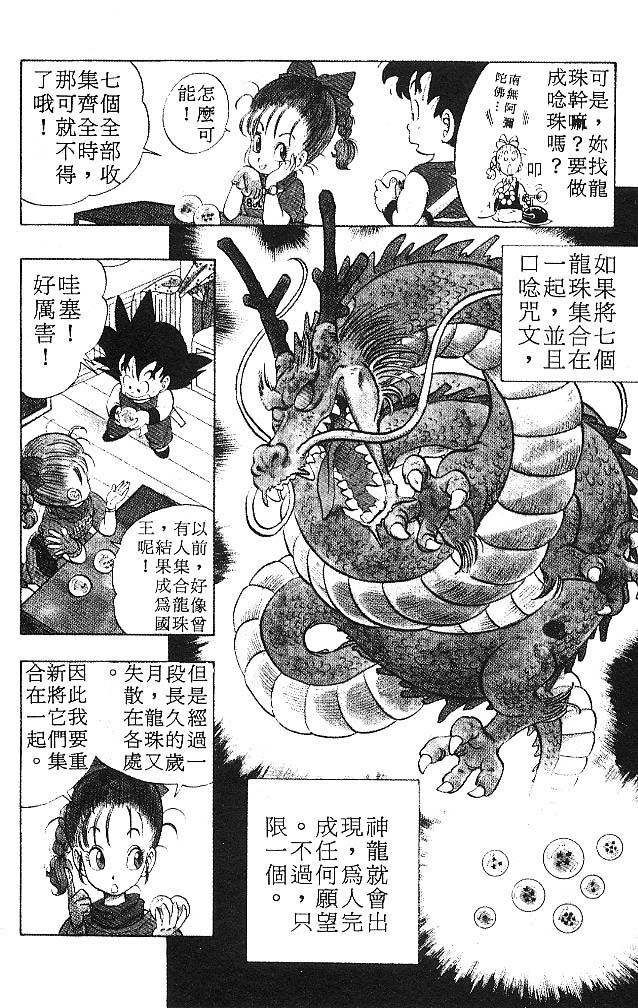 可是，妳找龍
珠幹嘛？要做
成唸珠嗎？
南無阿彌
陀佛…
叩
怎麼可
能！
七個全部收
集齊全時，
那可就不得
了哦！
如果將七個
龍珠集合在
一起，並且
口唸咒文，
神龍就會出
現，爲人完
成任何願望
。不過，只
限一個。
哇塞！
好厲害！
以前，好像曾
有人集合龍珠
，結果成爲國
王呢！
但是經過一
段長久的歲
月，龍珠又
失散在各處
。
因此我要重
新將它們集
合在一起。